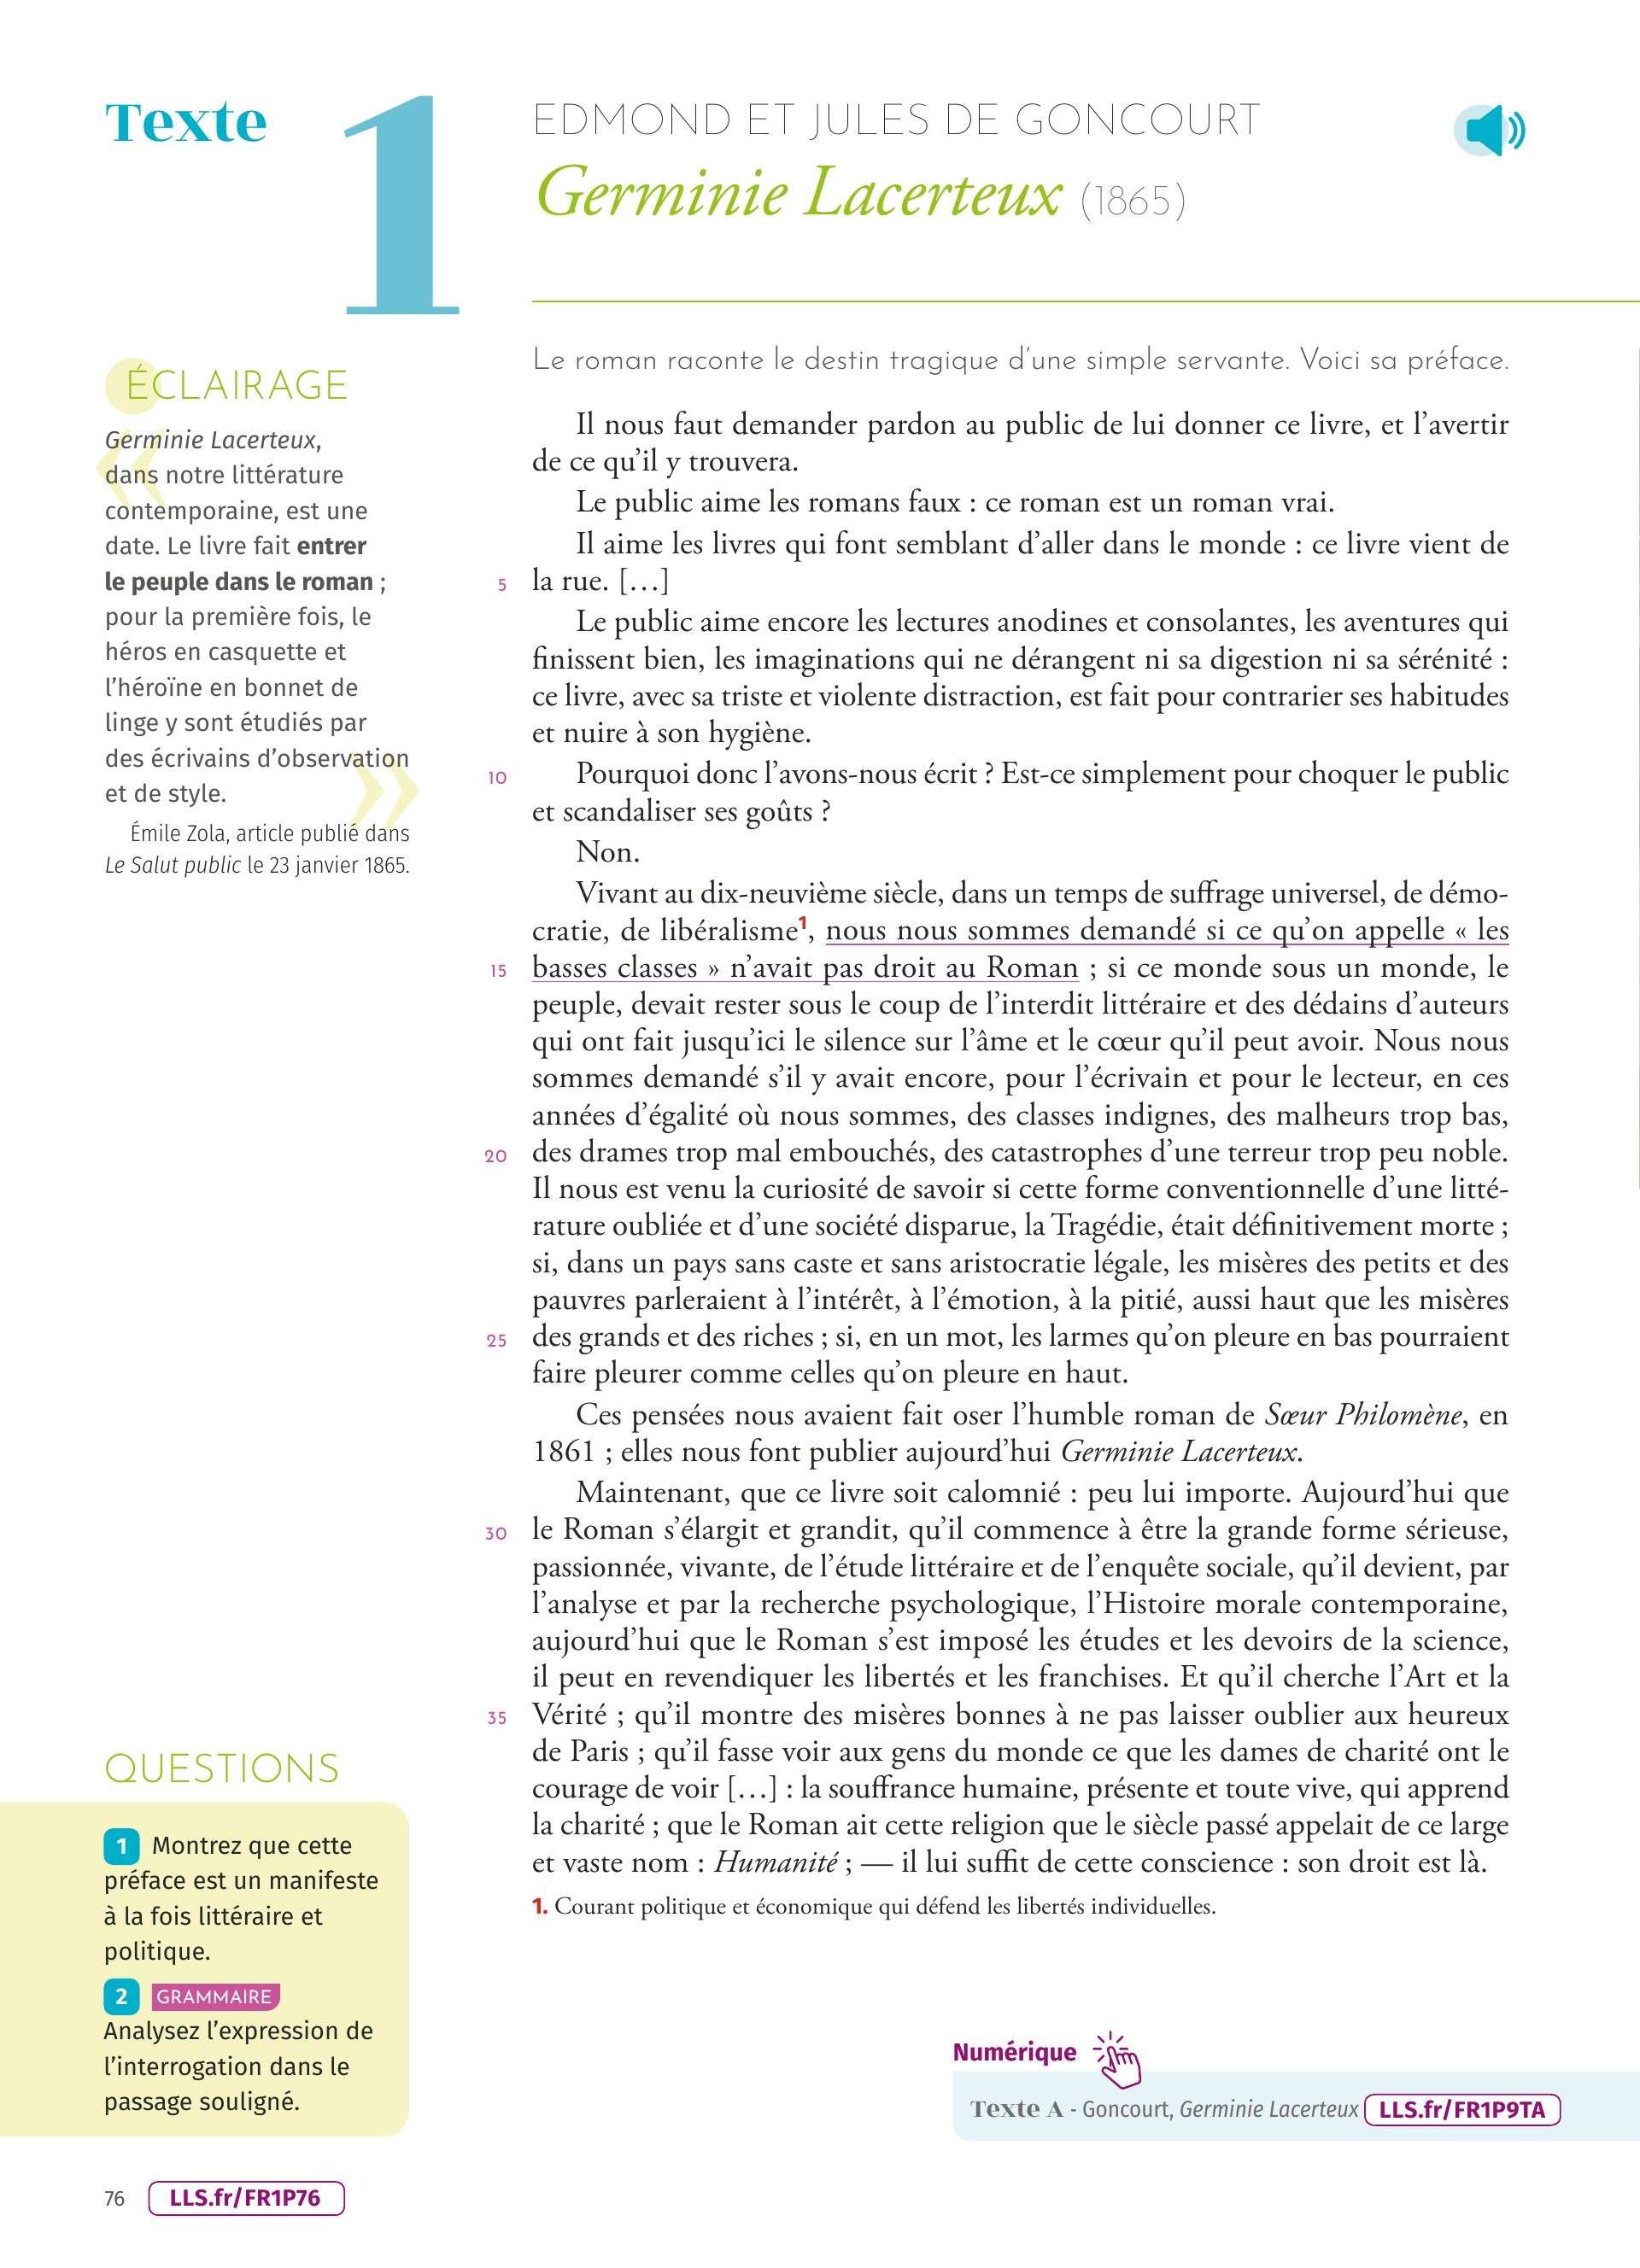 Texte 1
EDMOND ET JULES DE GONCOURT
Germinie Lacerteux (1865)
ÉCLAIRAGE
«
Germinie Lacerteux,
dans notre littérature
contemporaine, est une
date. Le livre fait entrer
le peuple dans le roman ;
pour la première fois, le
héros en casquette et
l'héroïne en bonnet de
linge y sont étudiés par
des écrivains d'observation
et de style.
»
Émile Zola, article publié dans
Le Salut public le 23 janvier 1865.
Le roman raconte le destin tragique d'une simple servante. Voici sa préface.
Il nous faut demander pardon au public de lui donner ce livre, et l'avertir
de ce qu'il y trouvera.
Le public aime les romans faux : ce roman est un roman vrai.
Il aime les livres qui font semblant d'aller dans le monde : ce livre vient de
5 la rue. […]
Le public aime encore les lectures anodines et consolantes, les aventures qui
finissent bien, les imaginations qui ne dérangent ni sa digestion ni sa sérénité :
ce livre, avec sa triste et violente distraction, est fait pour contrarier ses habitudes
et nuire à son hygiène.
10 Pourquoi donc l'avons-nous écrit ? Est-ce simplement pour choquer le public
et scandaliser ses goûts ?
Non.
Vivant au dix-neuvième siècle, dans un temps de suffrage universel, de démo-
cratie, de libéralisme1, nous nous sommes demandé si ce qu'on appelle « les
15 basses classes » n'avait pas droit au Roman ; si ce monde sous un monde, le
peuple, devait rester sous le coup de l'interdit littéraire et des dédains d'auteurs
qui ont fait jusqu'ici le silence sur l'âme et le cœur qu'il peut avoir. Nous nous
sommes demandé s'il y avait encore, pour l'écrivain et pour le lecteur, en ces
années d'égalité où nous sommes, des classes indignes, des malheurs trop bas,
20 des drames trop mal embouchés, des catastrophes d'une terreur trop peu noble.
Il nous est venu la curiosité de savoir si cette forme conventionnelle d'une litté-
rature oubliée et d'une société disparue, la Tragédie, était définitivement morte ;
si, dans un pays sans caste et sans aristocratie légale, les misères des petits et des
pauvres parleraient à l'intérêt, à l'émotion, à la pitié, aussi haut que les misères
25 des grands et des riches ; si, en un mot, les larmes qu'on pleure en bas pourraient
faire pleurer comme celles qu'on pleure en haut.
Ces pensées nous avaient fait oser l'humble roman de Sœur Philomène, en
1861 ; elles nous font publier aujourd'hui Germinie Lacerteux.
Maintenant, que ce livre soit calomnié : peu lui importe. Aujourd'hui que
30 le Roman s'élargit et grandit, qu'il commence à être la grande forme sérieuse,
passionnée, vivante, de l'étude littéraire et de l'enquête sociale, qu'il devient, par
l'analyse et par la recherche psychologique, l'Histoire morale contemporaine,
aujourd'hui que le Roman s'est imposé les études et les devoirs de la science,
il peut en revendiquer les libertés et les franchises. Et qu'il cherche l'Art et la
35 Vérité ; qu'il montre des misères bonnes à ne pas laisser oublier aux heureux
de Paris ; qu'il fasse voir aux gens du monde ce que les dames de charité ont le
courage de voir […] : la souffrance humaine, présente et toute vive, qui apprend
la charité ; que le Roman ait cette religion que le siècle passé appelait de ce large
et vaste nom : Humanité ; — il lui suffit de cette conscience : son droit est là.
1. Courant politique et économique qui défend les libertés individuelles.
QUESTIONS
1 Montrez que cette
préface est un manifeste
à la fois littéraire et
politique.
2 GRAMMAIRE
Analysez l'expression de
l'interrogation dans le
passage souligné.
Numérique
Texte A - Goncourt, Germinie Lacerteux LLS.fr/FR1P9TA
76 LLS.fr/FR1P76